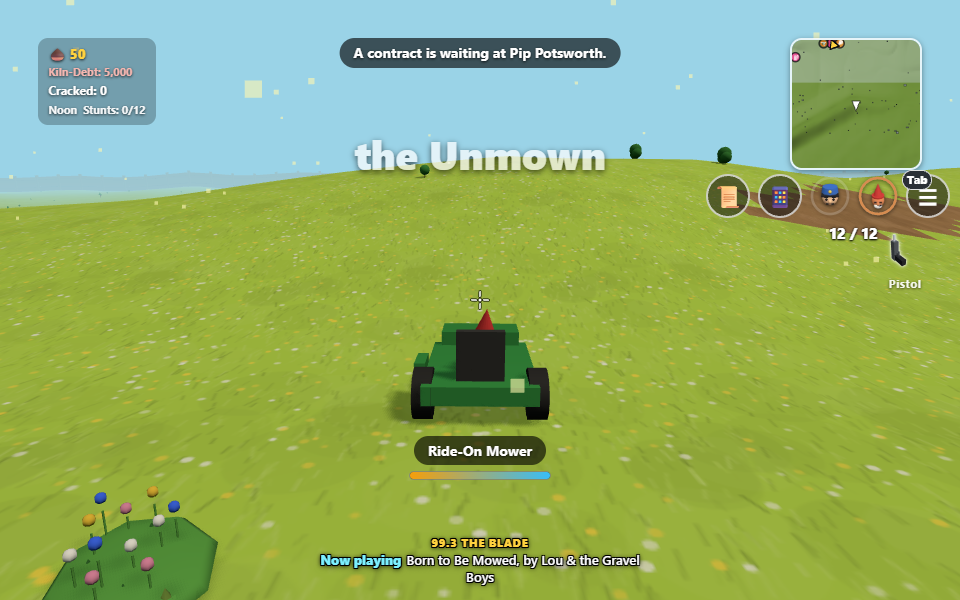 50
Kiln-Debt: 5,000
Cracked: 0
Noon Stunts: 0/12
A contract is waiting at Pip Potsworth.
the Unmown
Tab
12 / 12
Pistol
Ride-On Mower
99.3 THE BLADE
Now playing Born to Be Mowed, by Lou & the Gravel
Boys